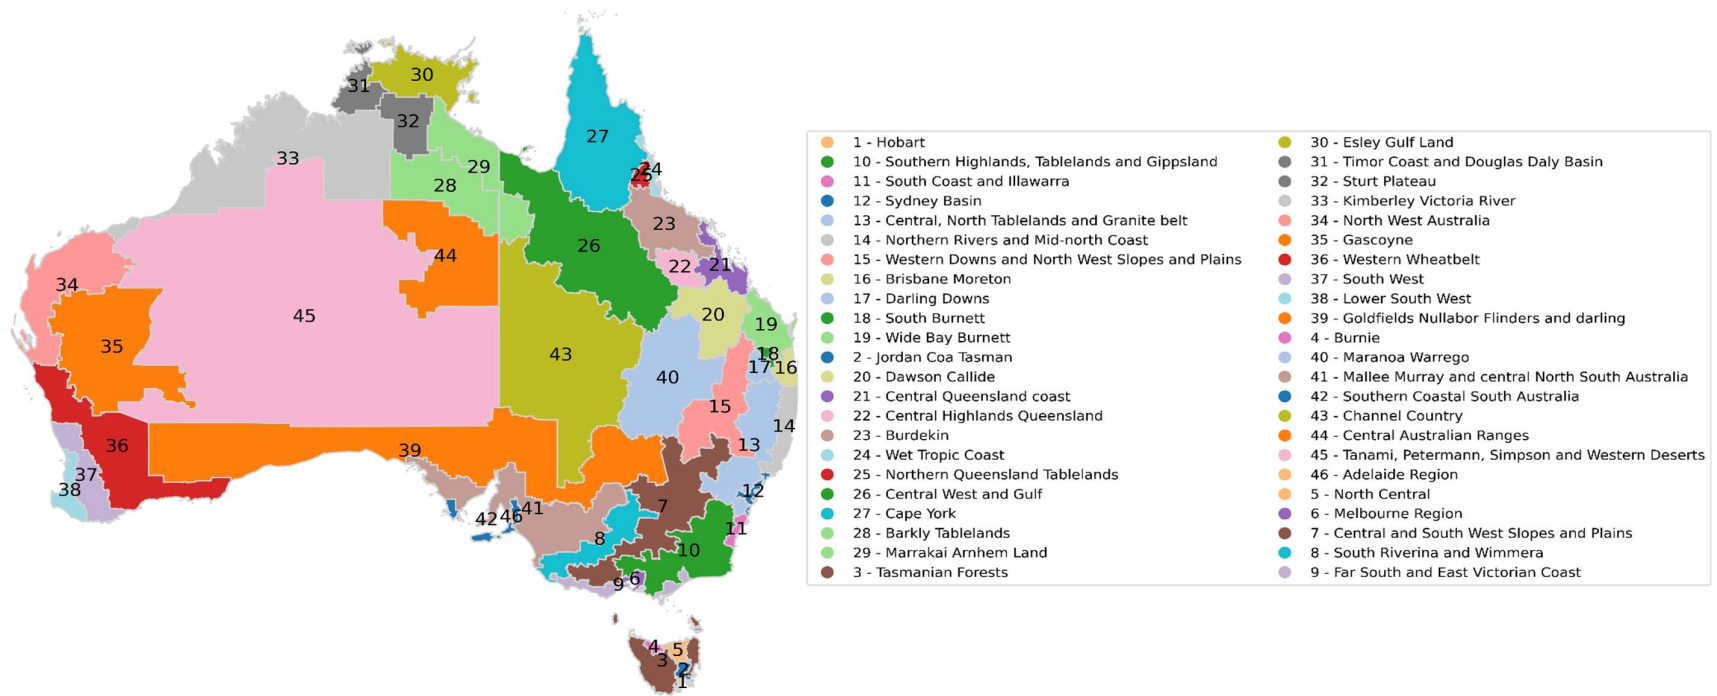 30
31
32
27
33
29
28
24
25
23
26
44
22
21
34
45
20
19
35
43
18
17
16
40
15
36
14
39
13
37
38
12
7
42
46
41
11
8
10
9
6
4
5
3
2
1
1 - Hobart
10 - Southern Highlands, Tablelands and Gippsland
11 - South Coast and Illawarra
12 - Sydney Basin
13 - Central, North Tablelands and Granite belt
14 - Northern Rivers and Mid-north Coast
15 - Western Downs and North West Slopes and Plains
16 - Brisbane Moreton
17 - Darling Downs
18 - South Burnett
19 - Wide Bay Burnett
2 - Jordan Coa Tasman
20 - Dawson Callide
21 - Central Queensland coast
22 - Central Highlands Queensland
23 - Burdekin
24 - Wet Tropic Coast
25 - Northern Queensland Tablelands
26 - Central West and Gulf
27 - Cape York
28 - Barkly Tablelands
29 - Marrakai Arnhem Land
3 - Tasmanian Forests
30 - Esley Gulf Land
31 - Timor Coast and Douglas Daly Basin
32 - Sturt Plateau
33 - Kimberley Victoria River
34 - North West Australia
35 - Gascoyne
36 - Western Wheatbelt
37 - South West
38 - Lower South West
39 - Goldfields Nullabor Flinders and darling
4 - Burnie
40 - Maranoa Warrego
41 - Mallee Murray and central North South Australia
42 - Southern Coastal South Australia
43 - Channel Country
44 - Central Australian Ranges
45 - Tanami, Petermann, Simpson and Western Deserts
46 - Adelaide Region
5 - North Central
6 - Melbourne Region
7 - Central and South West Slopes and Plains
8 - South Riverina and Wimmera
9 - Far South and East Victorian Coast